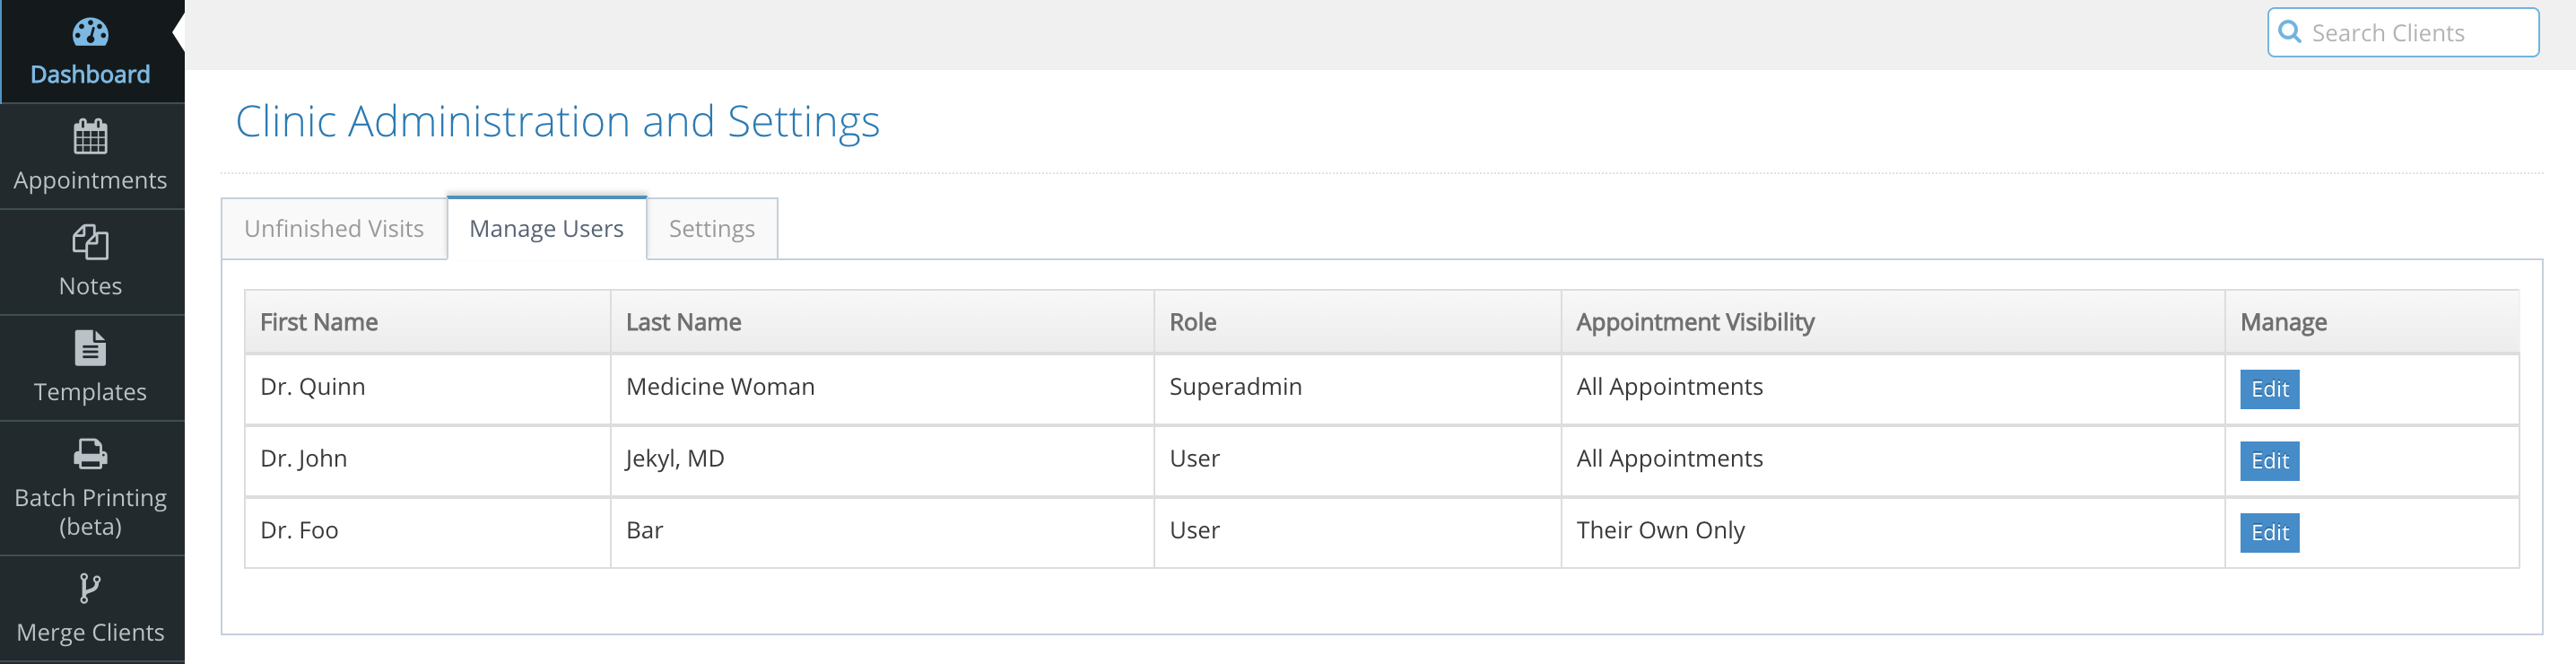 Dashboard
Appointments
Notes
Templates
Batch Printing
(beta)
Merge Clients
Search Clients
Clinic Administration and Settings
Unfinished Visits Manage Users Settings
First Name Last Name Role Appointment Visibility Manage
Dr. Quinn Medicine Woman Superadmin All Appointments Edit
Dr. John Jekyl, MD User All Appointments Edit
Dr. Foo Bar User Their Own Only Edit